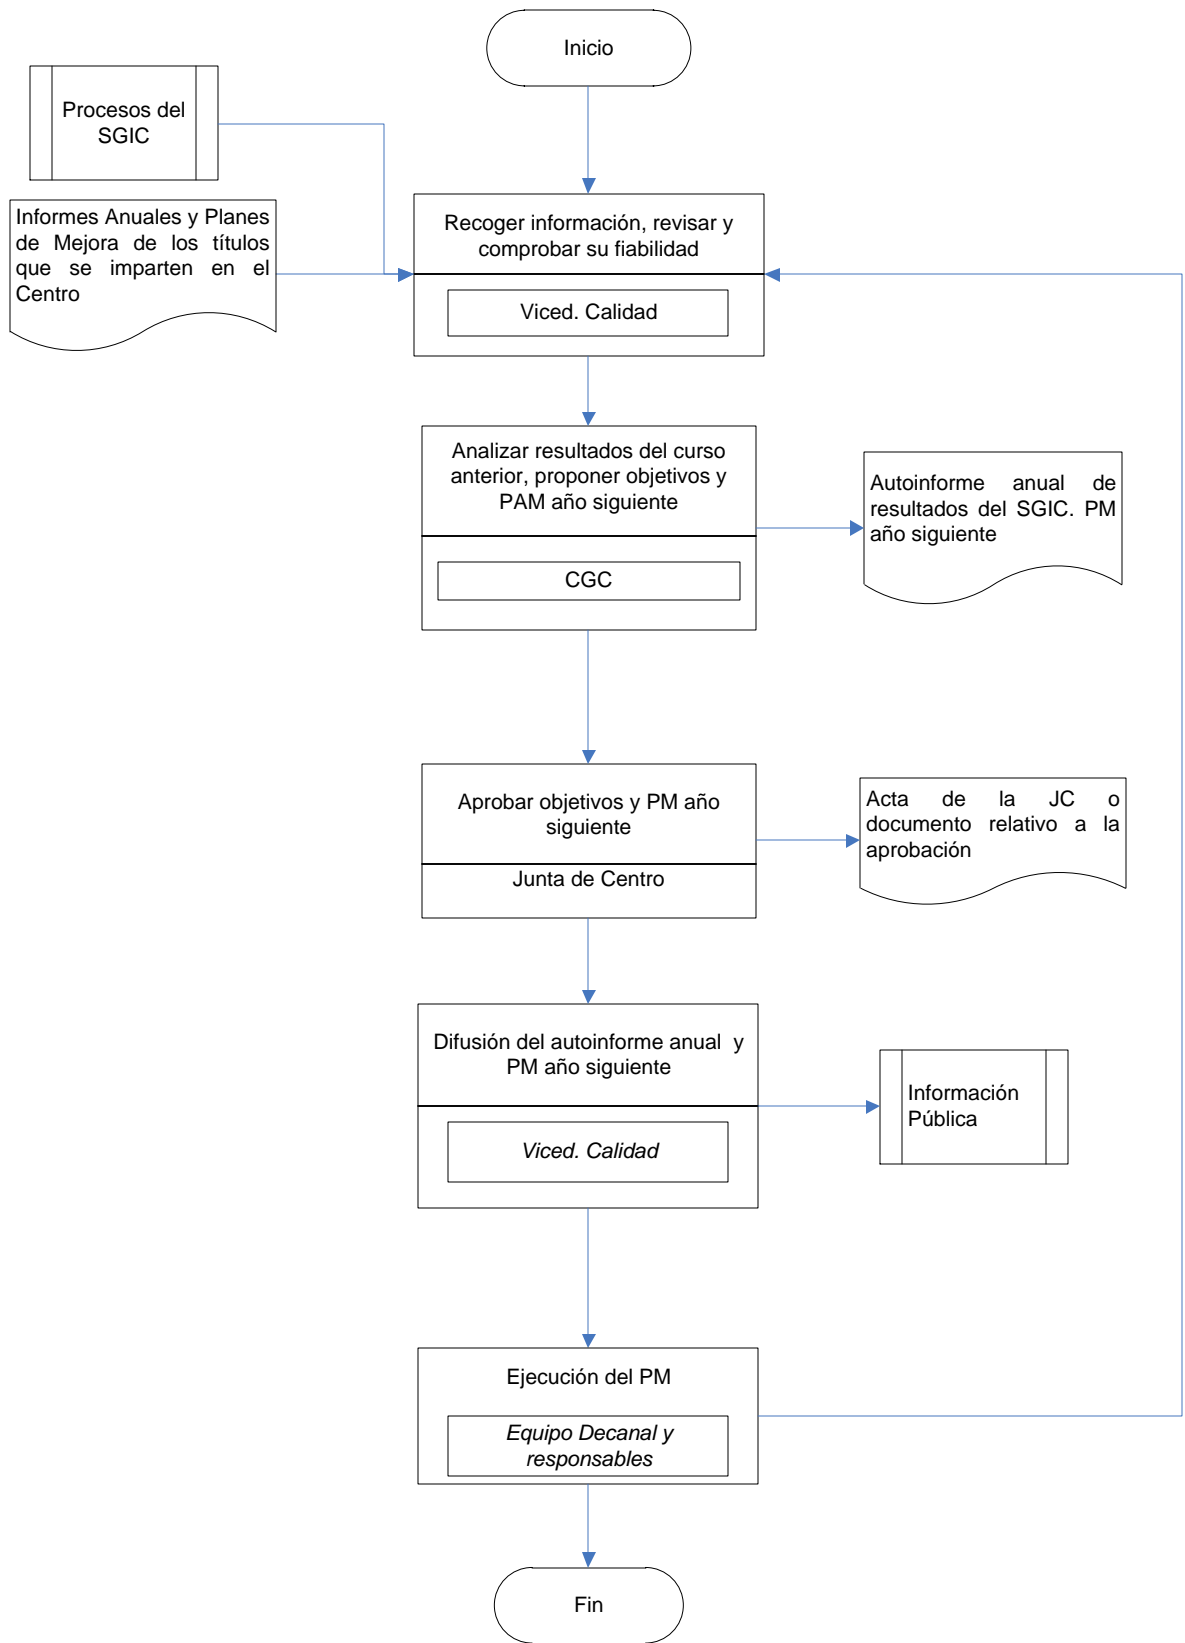 Inicio
Procesos del
SGIC
Informes Anuales y Planes
de Mejora de los títulos
que se imparten en el
Centro
Recoger información, revisar y
comprobar su fiabilidad
Viced. Calidad
Analizar resultados del curso
anterior, proponer objetivos y
PAM año siguiente
CGC
Autoinforme anual de
resultados del SGIC. PM
año siguiente
Aprobar objetivos y PM año
siguiente
Junta de Centro
Acta de la JC o
documento relativo a la
aprobación
Difusión del autoinforme anual y
PM año siguiente
Viced. Calidad
Información
Pública
Ejecución del PM
Equipo Decanal y
responsables
Fin